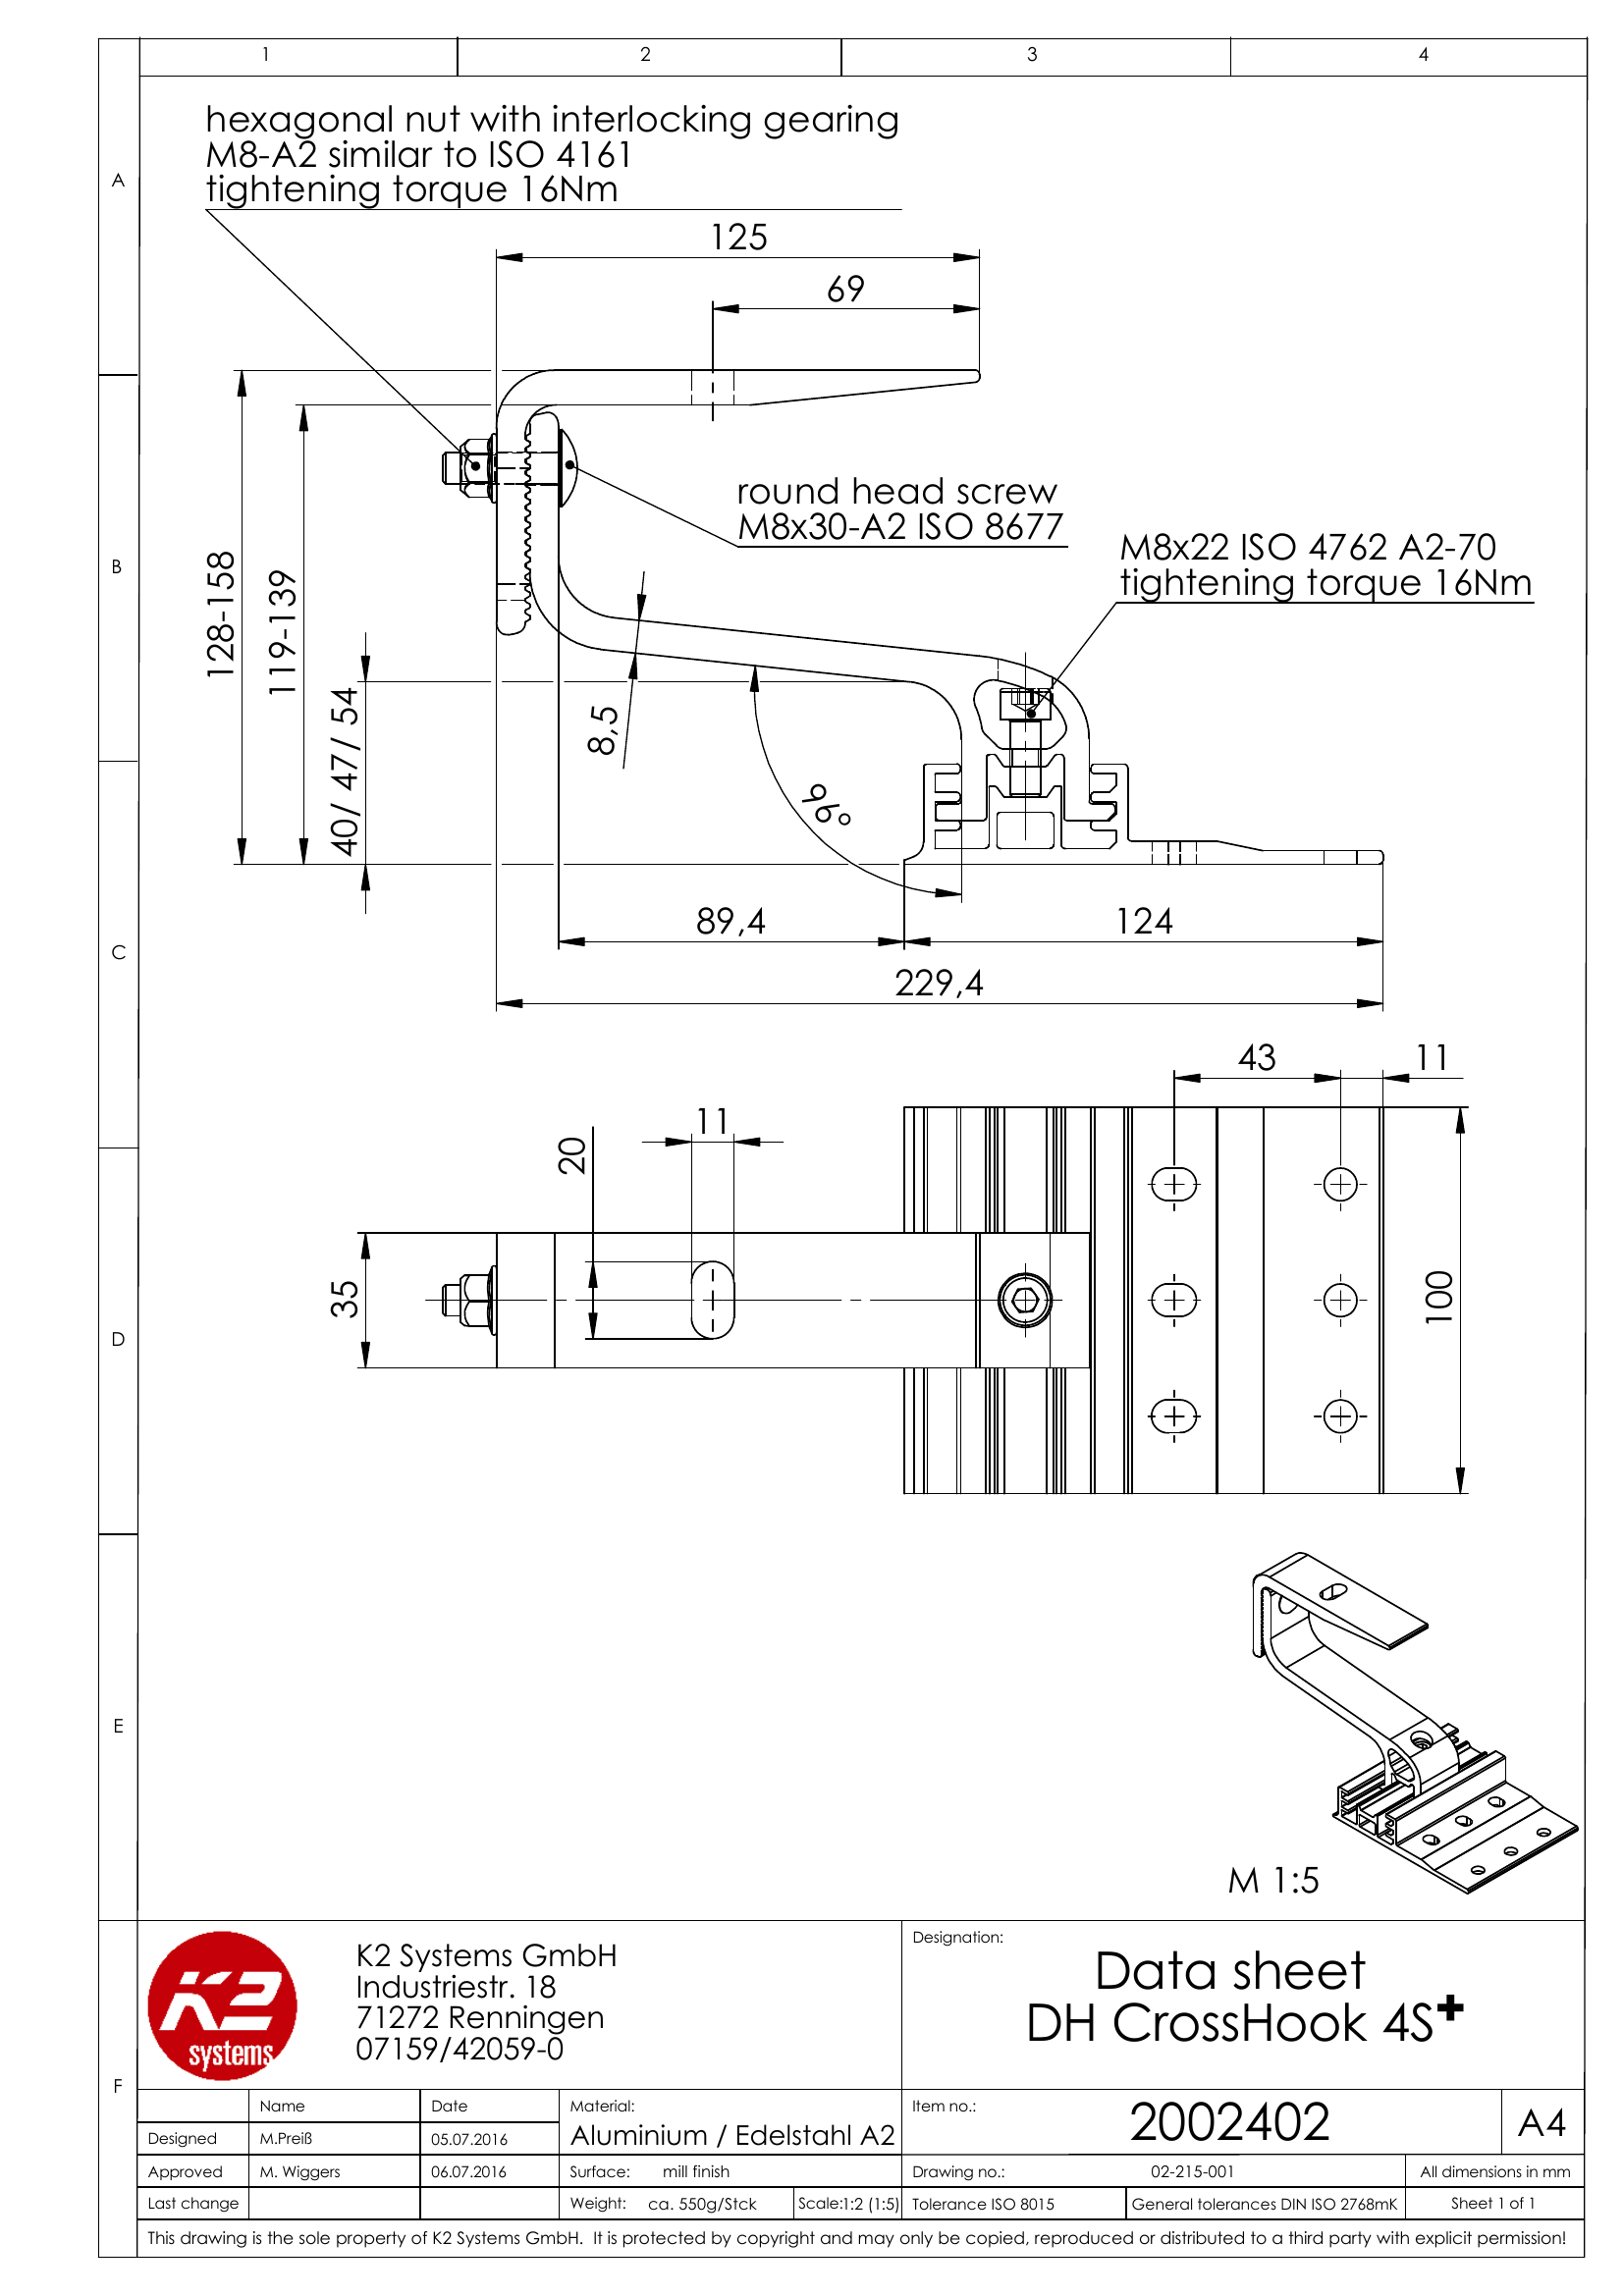 1 2 3 4
A
B
C
D
E
F
hexagonal nut with interlocking gearing
M8-A2 similar to ISO 4161
tightening torque 16Nm
125
69
round head screw
M8x30-A2 ISO 8677
M8x22 ISO 4762 A2-70
tightening torque 16Nm
128-158
119-139
40/ 47/ 54
8,5
96°
89,4
124
229,4
43
11
11
20
35
100
M 1:5
K2
systems
K2 Systems GmbH
Industriestr. 18
71272 Renningen
07159/42059-0
Designation:
Data sheet
DH CrossHook 4S+
Name Date Material:
Aluminium / Edelstahl A2
Item no.:
2002402
A4
Designed M.Preiß 05.07.2016
Approved M. Wiggers 06.07.2016 Surface: mill finish Drawing no.: 02-215-001 All dimensions in mm
Last change Weight: ca. 550g/Stck Scale:1:2 (1:5) Tolerance ISO 8015 General tolerances DIN ISO 2768mK Sheet 1 of 1
This drawing is the sole property of K2 Systems GmbH. It is protected by copyright and may only be copied, reproduced or distributed to a third party with explicit permission!